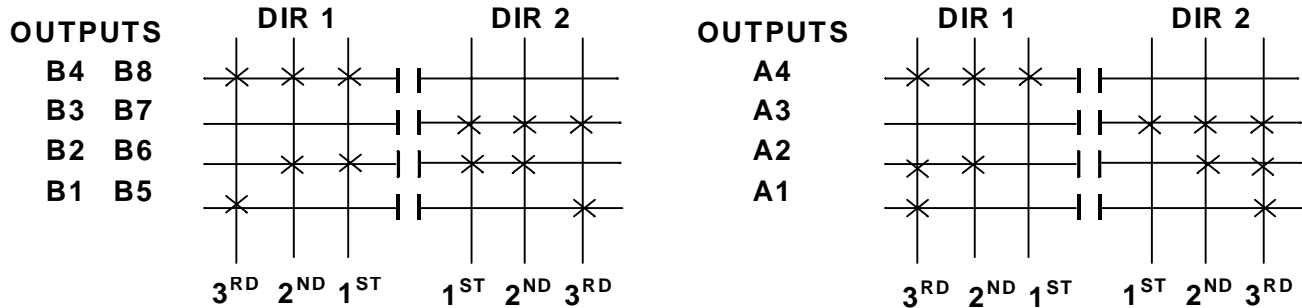 DIR 1 DIR 2
OUTPUTS
B4 B8
B3 B7
B2 B6
B1 B5
3RD 2ND 1ST 1ST 2ND 3RD
DIR 1 DIR 2
OUTPUTS
A4
A3
A2
A1
3RD 2ND 1ST 1ST 2ND 3RD